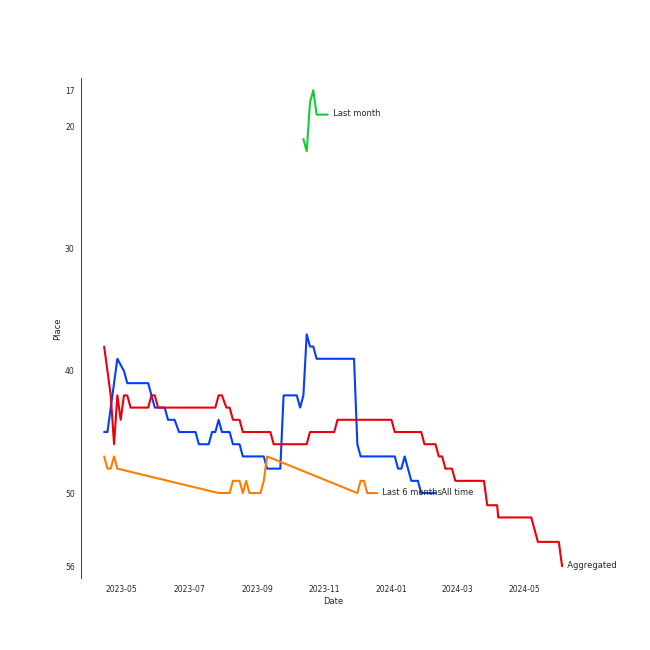 17
Last month
20
30
Place
40
50
Last 6 months
All time
56
Aggregated
2023-05
2023-07
2023-09
2023-11
2024-01
2024-03
2024-05
Date